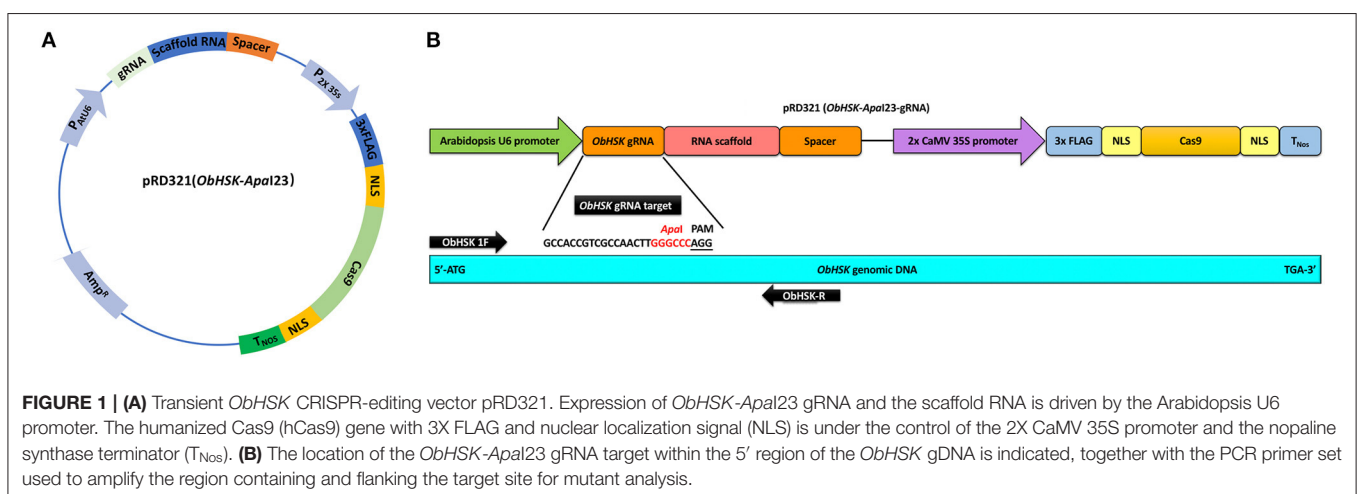 A
gRNA
Scaffold RNA
Spacer
P2X 35s
3xFLAG
NLS
Cas9
NLS
TNOS
AmpR
PAtU6
pRD321(ObHSK-ApaI23)
B
pRD321 (ObHSK-ApaI23-gRNA)
Arabidopsis U6 promoter
ObHSK gRNA
RNA scaffold
Spacer
2x CaMV 35S promoter
3x FLAG
NLS
Cas9
NLS
TNos
ObHSK gRNA target
ApaI PAM
ObHSK 1F
GCCACCGTCGCCAACTTGGGCCCAGG
5'-ATG
ObHSK genomic DNA
TGA-3'
ObHSK-R
FIGURE 1 | (A) Transient ObHSK CRISPR-editing vector pRD321. Expression of ObHSK-ApaI23 gRNA and the scaffold RNA is driven by the Arabidopsis U6
promoter. The humanized Cas9 (hCas9) gene with 3X FLAG and nuclear localization signal (NLS) is under the control of the 2X CaMV 35S promoter and the nopaline
synthase terminator (TNos). (B) The location of the ObHSK-ApaI23 gRNA target within the 5′ region of the ObHSK gDNA is indicated, together with the PCR primer set
used to amplify the region containing and flanking the target site for mutant analysis.